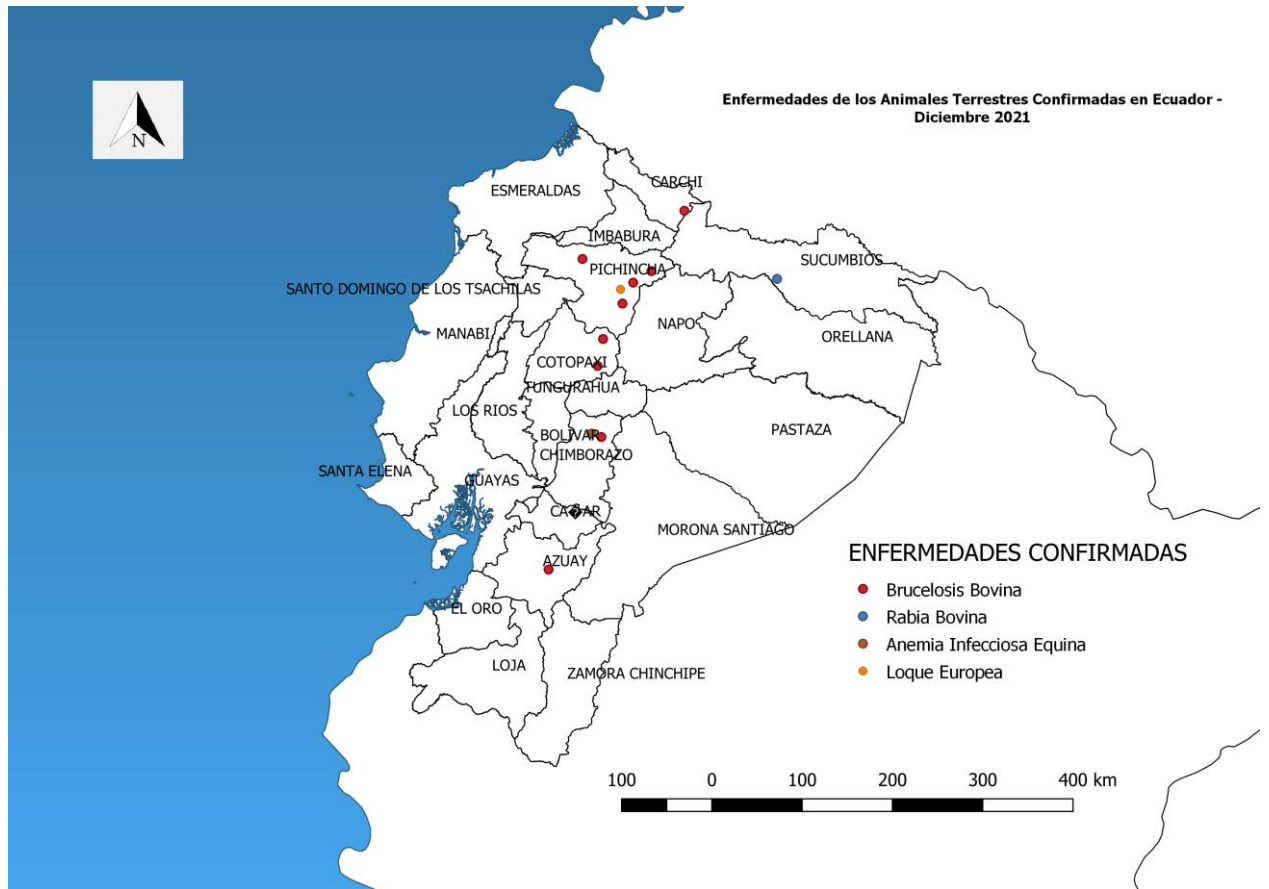 Enfermedades de los Animales Terrestres Confirmadas en Ecuador -
Diciembre 2021
N
CARCHI
ESMERALDAS
IMBABURA
SUCUMBIOS
PICHINCHA
SANTO DOMINGO DE LOS TSACHILAS
NAPO
MANABI
ORELLANA
COTOPAXI
TUNGURAHUA
LOS RIOS
PASTAZA
BOLIVAR
CHIMBORAZO
SANTA ELENA
GUAYAS
CA�AR
MORONA SANTIAGO
AZUAY
EL ORO
LOJA
ZAMORA CHINCHIPE
ENFERMEDADES CONFIRMADAS
Brucelosis Bovina
Rabia Bovina
Anemia Infecciosa Equina
Loque Europea
100 0 100 200 300 400 km